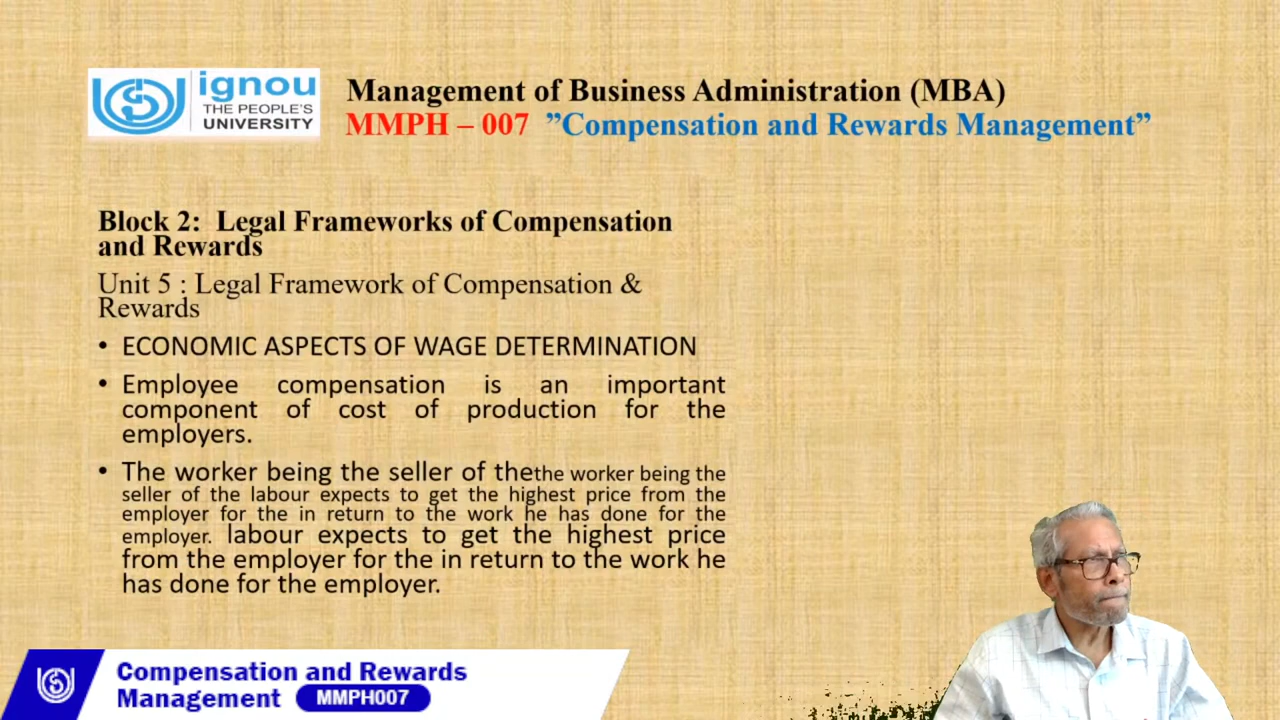 ignou
THE PEOPLE'S
UNIVERSITY
Management of Business Administration (MBA)
MMPH – 007 ”Compensation and Rewards Management”
Block 2: Legal Frameworks of Compensation
and Rewards
Unit 5 : Legal Framework of Compensation &
Rewards
• ECONOMIC ASPECTS OF WAGE DETERMINATION
• Employee compensation is an important
component of cost of production for the
employers.
• The worker being the seller of thethe worker being the
seller of the labour expects to get the highest price from the
employer for the in return to the work he has done for the
employer. labour expects to get the highest price
from the employer for the in return to the work he
has done for the employer.
Compensation and Rewards
Management MMPH007